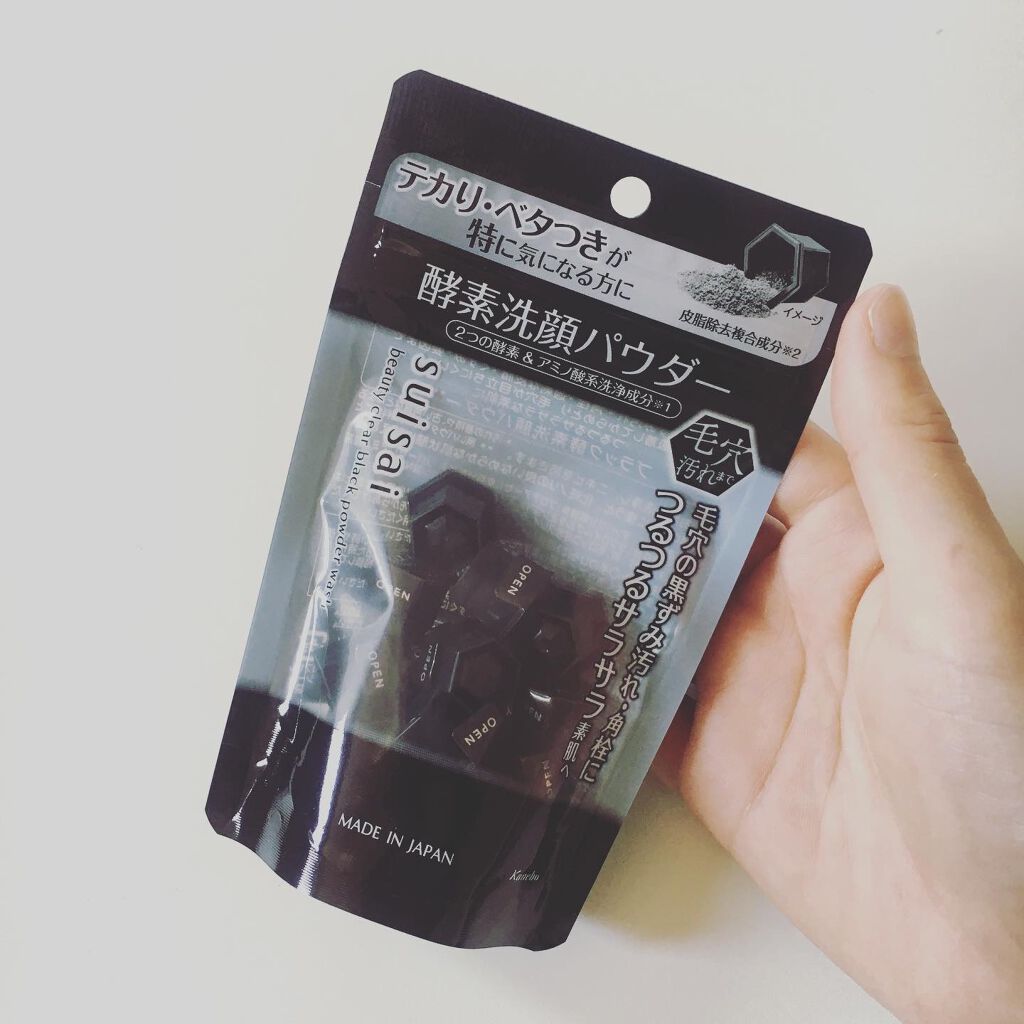 テカリ・ベタつきが
特に気になる方に
イメージ
皮脂除去複合成分※2
酵素洗顔パウダー
2つの酵素&アミノ酸系洗浄成分※1
suisai
beauty clear black powder wash
毛穴
汚れまで
毛穴の黒ずみ汚れ・角栓に
つるつるサラサラ素肌へ
OPEN
OPEN
OPEN
OPEN
OPEN
MADE IN JAPAN
Kanebo